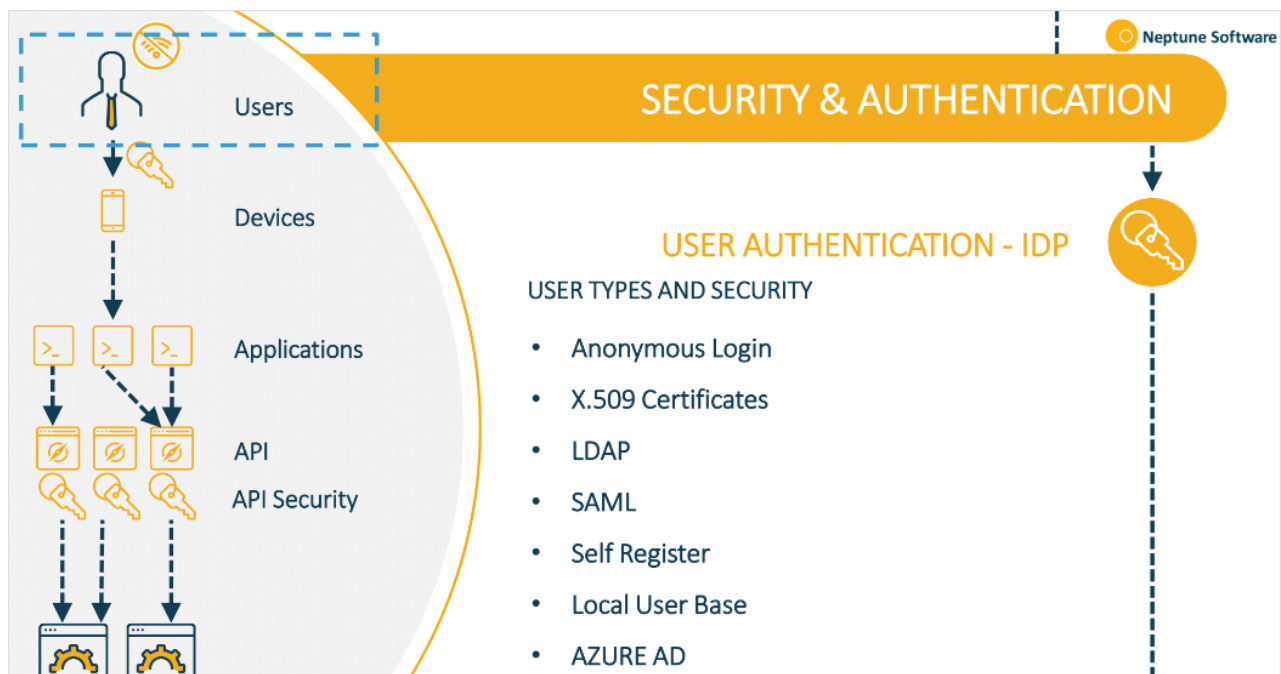 Neptune Software
SECURITY & AUTHENTICATION
Users
Devices
Applications
>_ >_ >_
API
API Security
USER AUTHENTICATION - IDP
USER TYPES AND SECURITY
• Anonymous Login
• X.509 Certificates
• LDAP
• SAML
• Self Register
• Local User Base
• AZURE AD